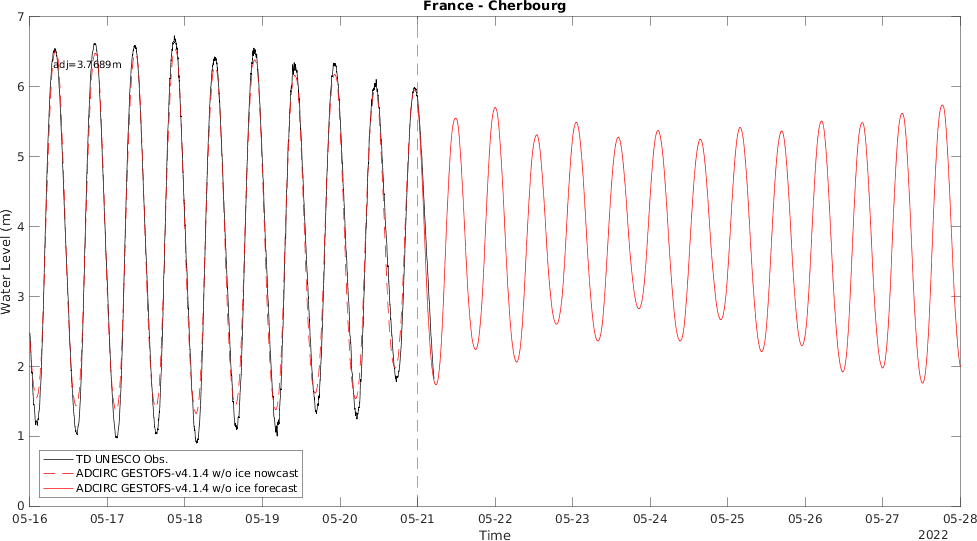 France - Cherbourg
7
adj=3.7689m
6
5
4
3
2
1
0
Water Level (m)
TD UNESCO Obs.
ADCIRC GESTOFS-v4.1.4 w/o ice nowcast
ADCIRC GESTOFS-v4.1.4 w/o ice forecast
05-16 05-17 05-18 05-19 05-20 05-21 05-22 05-23 05-24 05-25 05-26 05-27 05-28
Time
2022